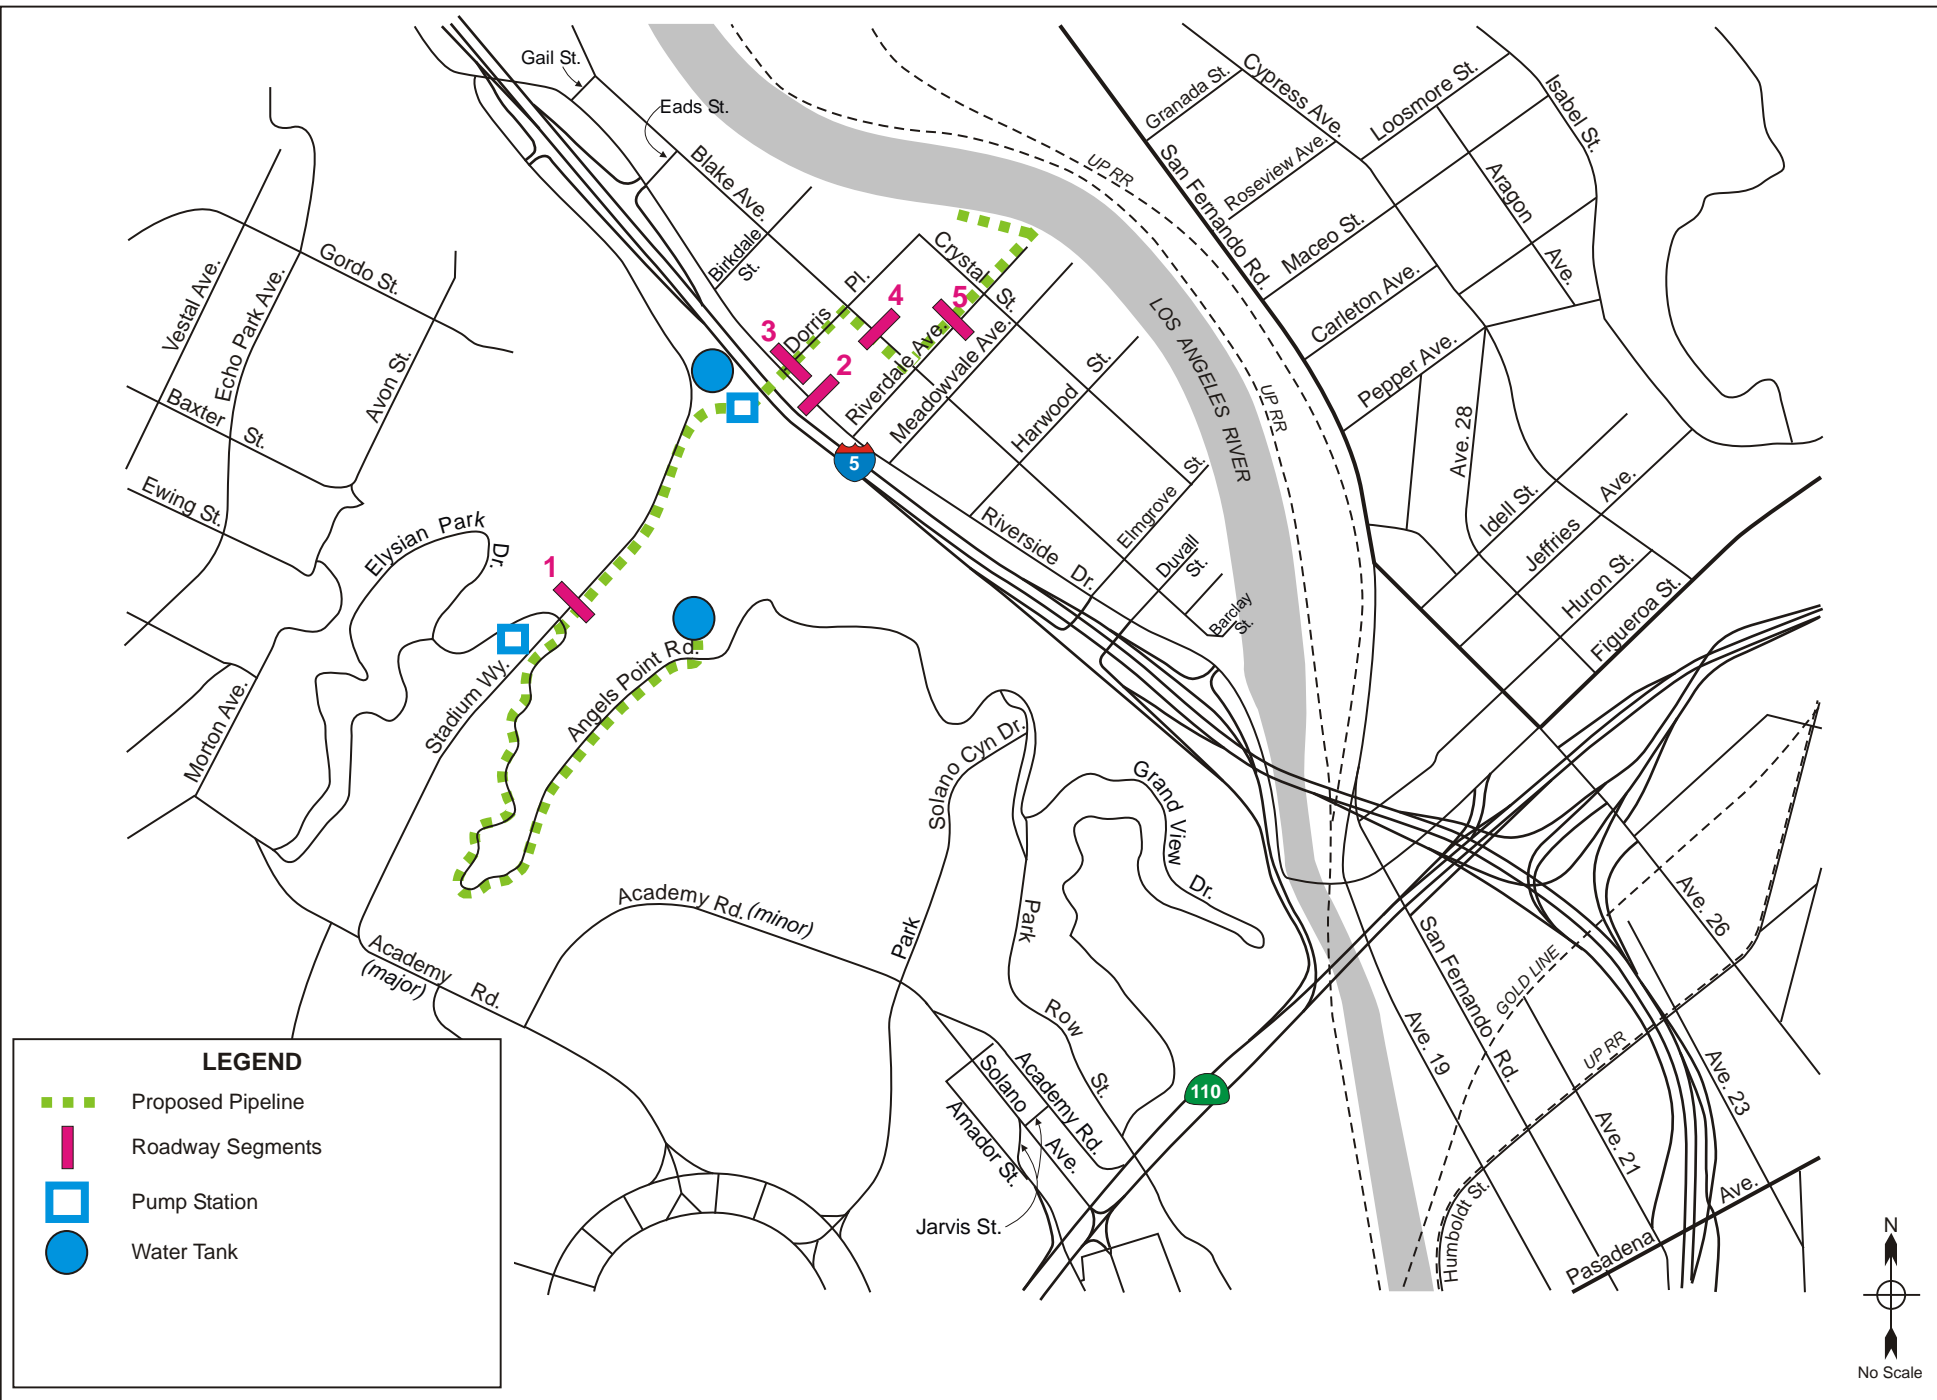 Gail St.
Eads St.
Blake Ave.
Birkdale
St.
Gordo St.
Vestal Ave.
Echo Park Ave.
Avon St.
Baxter St.
Ewing St.
Elysian Park Dr.
Morton Ave.
Stadium Wy.
Angels Point Rd.
1
2
3
4
5
Dorris Pl.
Crystal St.
Riverdale Ave.
Meadowvale Ave.
Harwood St.
Elmgrove St.
Duvall
St.
Barclay
St.
Riverside Dr.
5
LOS ANGELES RIVER
UP RR
UP RR
Granada St.
Cypress Ave.
San Fernando Rd.
Roseview Ave.
Loosmore St.
Isabel St.
Aragon Ave.
Maceo St.
Carleton Ave.
Pepper Ave.
Ave. 28
Idell St.
Jeffries Ave.
Huron St.
Figueroa St.
Solano Cyn Dr.
Grand View Dr.
Park
Park Row St.
Academy Rd. (minor)
Academy Rd.
(major)
Solano Ave.
Academy Rd.
Amador St.
Jarvis St.
110
Ave. 26
San Fernando Rd.
GOLD LINE
UP RR
Ave. 19
Ave. 21
Ave. 23
Humboldt St.
Pasadena Ave.
LEGEND
Proposed Pipeline
Roadway Segments
Pump Station
Water Tank
N
No Scale